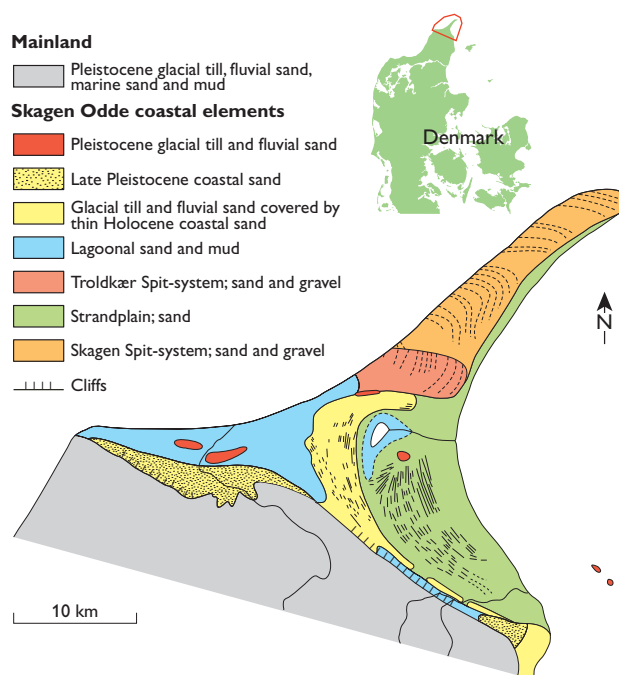 Mainland
Pleistocene glacial till, fluvial sand,
marine sand and mud
Skagen Odde coastal elements
Pleistocene glacial till and fluvial sand
Late Pleistocene coastal sand
Glacial till and fluvial sand covered by
thin Holocene coastal sand
Lagoonal sand and mud
Troldkær Spit-system; sand and gravel
Strandplain; sand
Skagen Spit-system; sand and gravel
Cliffs
Denmark
N
10 km